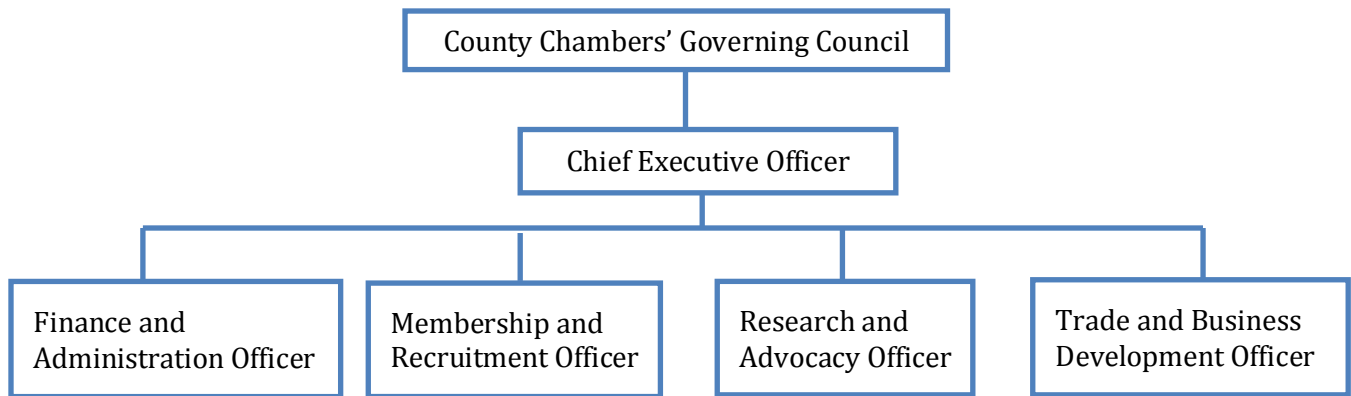 County Chambers’ Governing Council
Chief Executive Officer
Finance and
Administration Officer
Membership and
Recruitment Officer
Research and
Advocacy Officer
Trade and Business
Development Officer